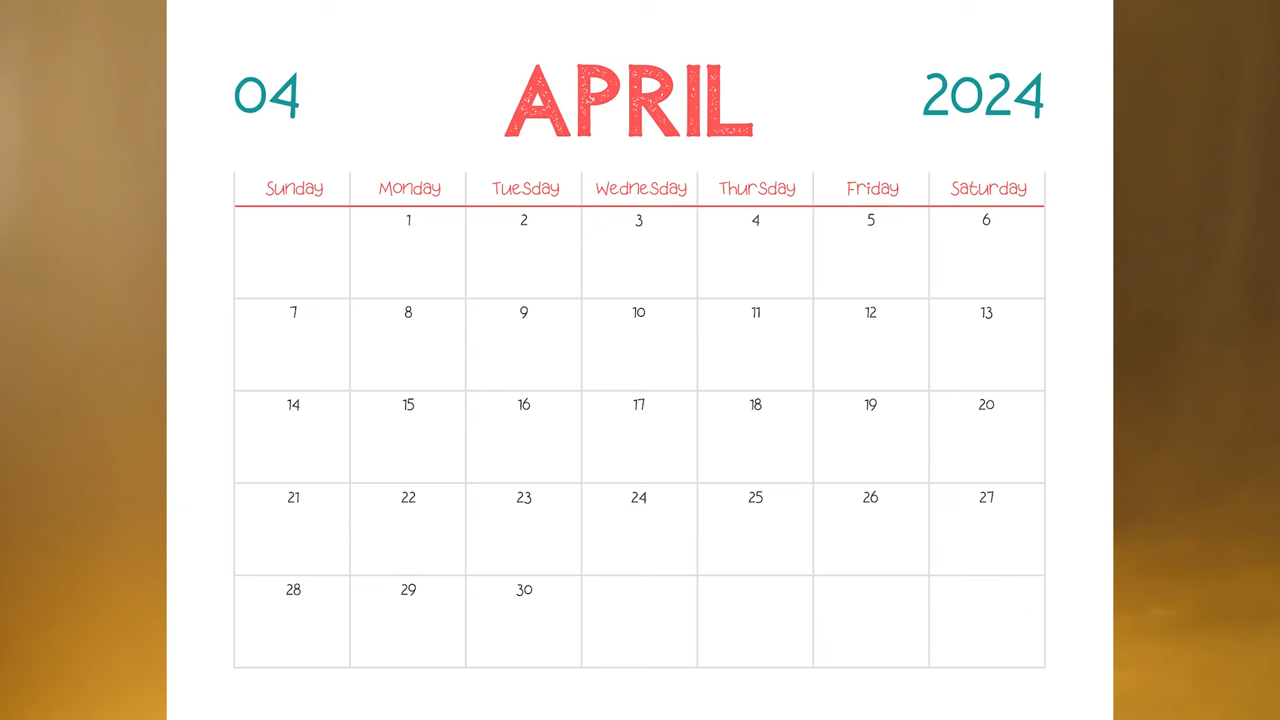 04 APRIL 2024
Sunday Monday Tuesday Wednesday Thursday Friday Saturday
1 2 3 4 5 6
7 8 9 10 11 12 13
14 15 16 17 18 19 20
21 22 23 24 25 26 27
28 29 30